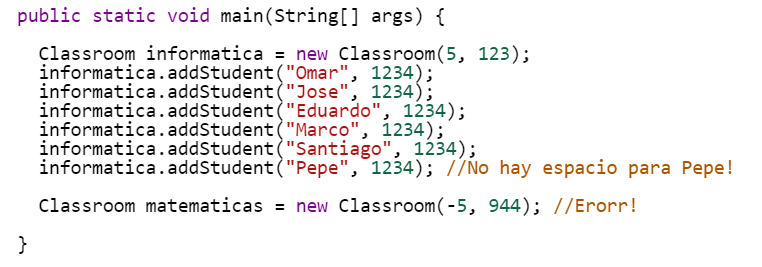 public static void main(String[] args) {
Classroom informatica = new Classroom(5, 123);
informatica.addStudent("Omar", 1234);
informatica.addStudent("Jose", 1234);
informatica.addStudent("Eduardo", 1234);
informatica.addStudent("Marco", 1234);
informatica.addStudent("Santiago", 1234);
informatica.addStudent("Pepe", 1234); //No hay espacio para Pepe!
Classroom matematicas = new Classroom(-5, 944); //Erorr!
}